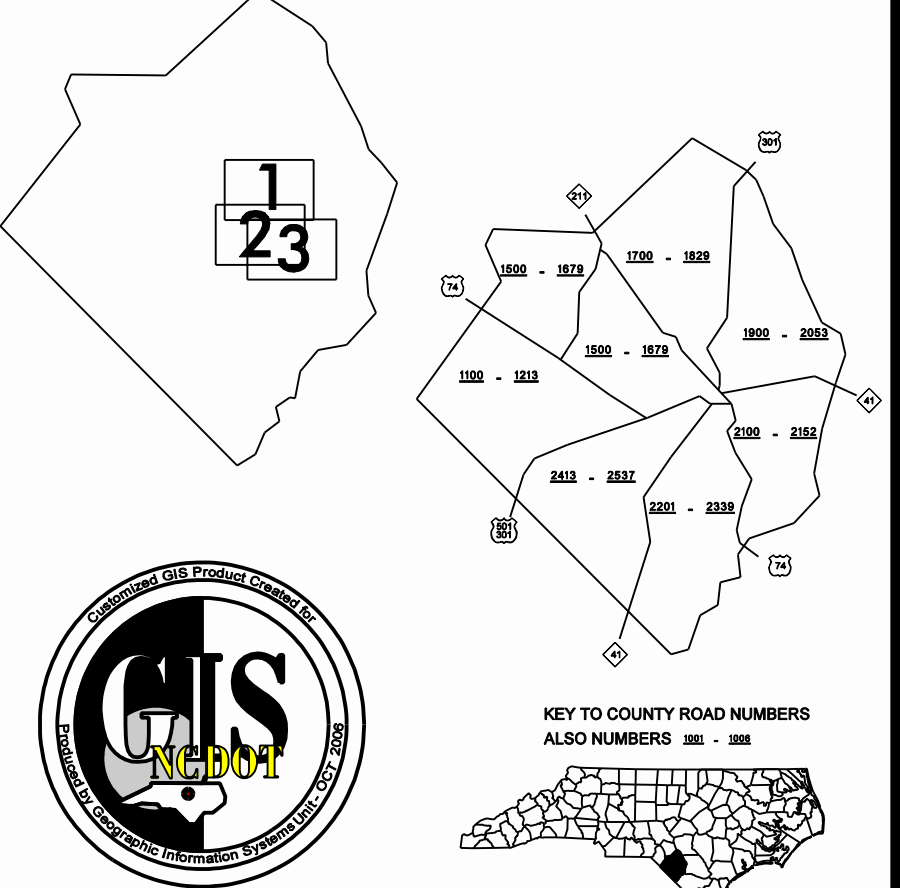 1
2
3
301
211
1700 - 1829
1500 - 1679
74
1900 - 2053
1500 - 1679
1100 - 1213
41
2100 - 2152
2413 - 2537
2201 - 2339
501
301
74
41
Customized GIS Product Created for
GIS
NCDOT
Produced by Geographic Information Systems Unit - OCT 2006
KEY TO COUNTY ROAD NUMBERS
ALSO NUMBERS 1001 - 1006